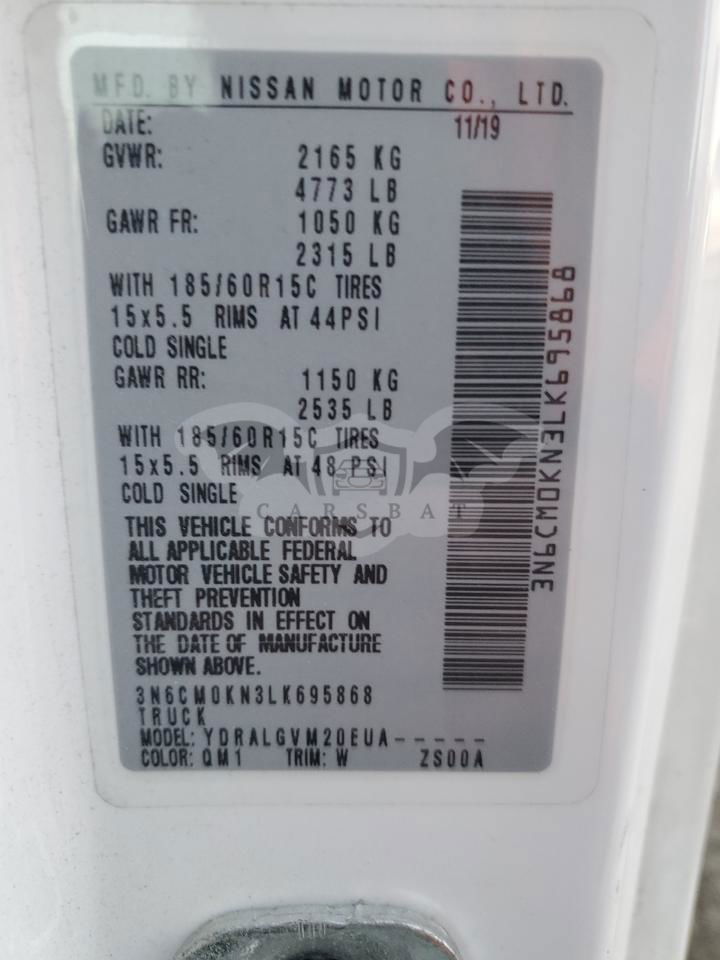 MFD. BY NISSAN MOTOR CO., LTD.
DATE: 11/19
GVWR: 2165 KG
4773 LB
GAWR FR: 1050 KG
2315 LB
WITH 185/60R15C TIRES
15x5.5 RIMS AT 44PSI
COLD SINGLE
GAWR RR: 1150 KG
2535 LB
WITH 185/60R15C TIRES
15x5.5 RIMS AT 48 PSI
COLD SINGLE
CARSBAT
THIS VEHICLE CONFORMS TO
ALL APPLICABLE FEDERAL
MOTOR VEHICLE SAFETY AND
THEFT PREVENTION
STANDARDS IN EFFECT ON
THE DATE OF MANUFACTURE
SHOWN ABOVE.
3N6CM0KN3LK695868
TRUCK
MODEL: YDRALGVM20EUA-----
COLOR: QM1 TRIM: W ZS00A
3N6CM0KN3LK695868